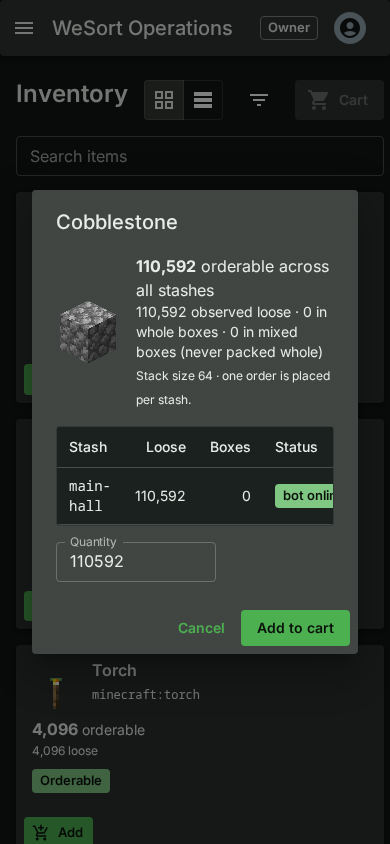 WeSort Operations
Owner
Inventory
Cart
Search items
Cobblestone
110,592 orderable across
all stashes
110,592 observed loose · 0 in
whole boxes · 0 in mixed
boxes (never packed whole)
Stack size 64 · one order is placed
per stash.
Stash Loose Boxes Status
main-
hall
110,592 0 bot onlin
Quantity
110592
Cancel Add to cart
Torch
minecraft:torch
4,096 orderable
4,096 loose
Orderable
Add